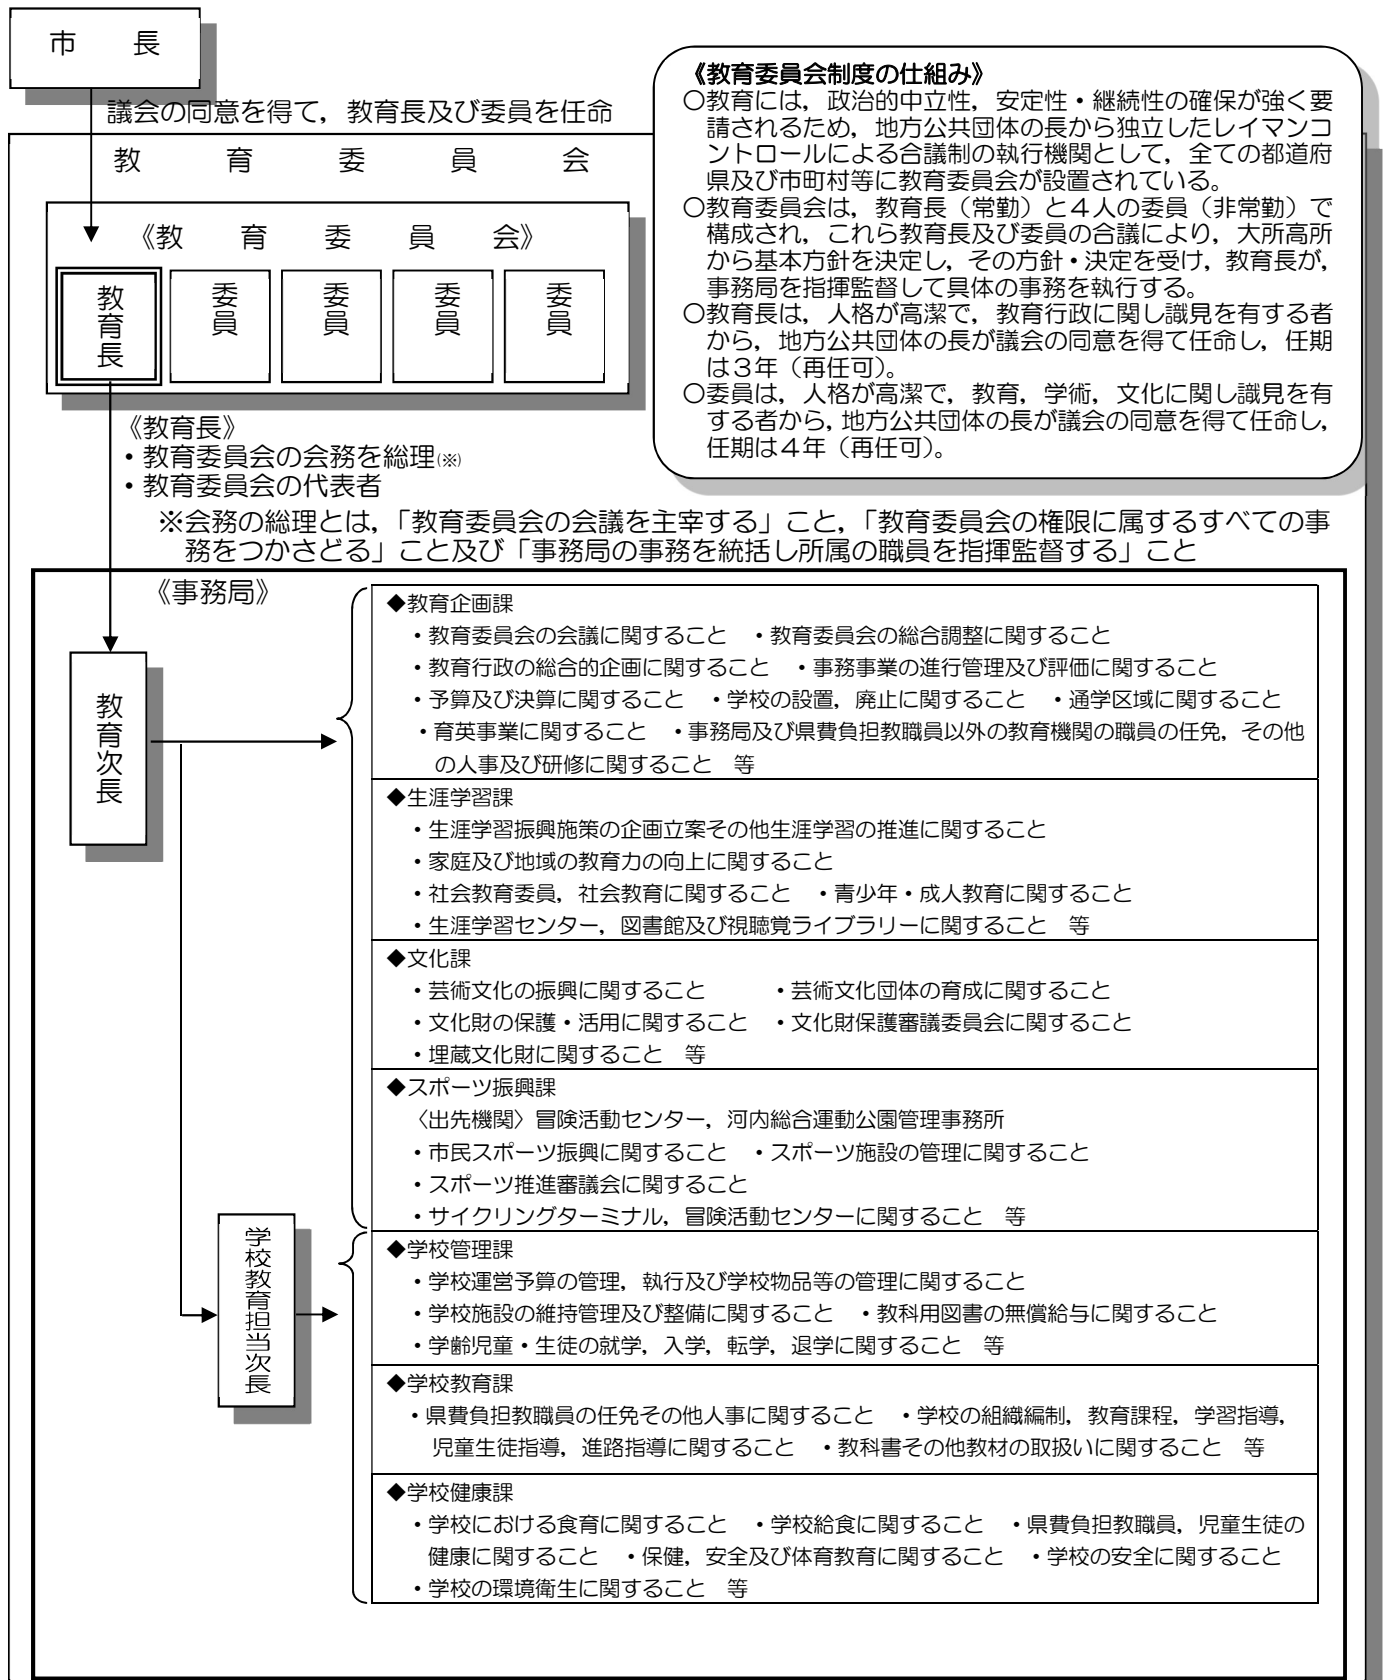 市　長
議会の同意を得て，教育長及び委員を任命
教　育　委　員　会
《教　育　委　員　会》
教育長
委員
委員
委員
委員
《教育委員会制度の仕組み》
○教育には，政治的中立性，安定性・継続性の確保が強く要
請されるため，地方公共団体の長から独立したレイマンコ
ントロールによる合議制の執行機関として，全ての都道府
県及び市町村等に教育委員会が設置されている。
○教育委員会は，教育長（常勤）と４人の委員（非常勤）で
構成され，これら教育長及び委員の合議により，大所高所
から基本方針を決定し，その方針・決定を受け，教育長が，
事務局を指揮監督して具体の事務を執行する。
○教育長は，人格が高潔で，教育行政に関し識見を有する者
から，地方公共団体の長が議会の同意を得て任命し，任期
は３年（再任可）。
○委員は，人格が高潔で，教育，学術，文化に関し識見を有
する者から，地方公共団体の長が議会の同意を得て任命し，
任期は４年（再任可）。
《教育長》
・教育委員会の会務を総理(※)
・教育委員会の代表者
※会務の総理とは，「教育委員会の会議を主宰する」こと，「教育委員会の権限に属するすべての事
務をつかさどる」こと及び「事務局の事務を統括し所属の職員を指揮監督する」こと
《事務局》
教育次長
◆教育企画課
・教育委員会の会議に関すること　・教育委員会の総合調整に関すること
・教育行政の総合的企画に関すること　・事務事業の進行管理及び評価に関すること
・予算及び決算に関すること　・学校の設置，廃止に関すること　・通学区域に関すること
・育英事業に関すること　・事務局及び県費負担教職員以外の教育機関の職員の任免，その他
の人事及び研修に関すること　等
◆生涯学習課
・生涯学習振興施策の企画立案その他生涯学習の推進に関すること
・家庭及び地域の教育力の向上に関すること
・社会教育委員，社会教育に関すること　・青少年・成人教育に関すること
・生涯学習センター，図書館及び視聴覚ライブラリーに関すること　等
◆文化課
・芸術文化の振興に関すること　・芸術文化団体の育成に関すること
・文化財の保護・活用に関すること　・文化財保護審議委員会に関すること
・埋蔵文化財に関すること　等
◆スポーツ振興課
〈出先機関〉冒険活動センター，河内総合運動公園管理事務所
・市民スポーツ振興に関すること　・スポーツ施設の管理に関すること
・スポーツ推進審議会に関すること
・サイクリングターミナル，冒険活動センターに関すること　等
学校教育担当次長
◆学校管理課
・学校運営予算の管理，執行及び学校物品等の管理に関すること
・学校施設の維持管理及び整備に関すること　・教科用図書の無償給与に関すること
・学齢児童・生徒の就学，入学，転学，退学に関すること　等
◆学校教育課
・県費負担教職員の任免その他人事に関すること　・学校の組織編制，教育課程，学習指導，
児童生徒指導，進路指導に関すること　・教科書その他教材の取扱いに関すること　等
◆学校健康課
・学校における食育に関すること　・学校給食に関すること　・県費負担教職員，児童生徒の
健康に関すること　・保健，安全及び体育教育に関すること　・学校の安全に関すること
・学校の環境衛生に関すること　等